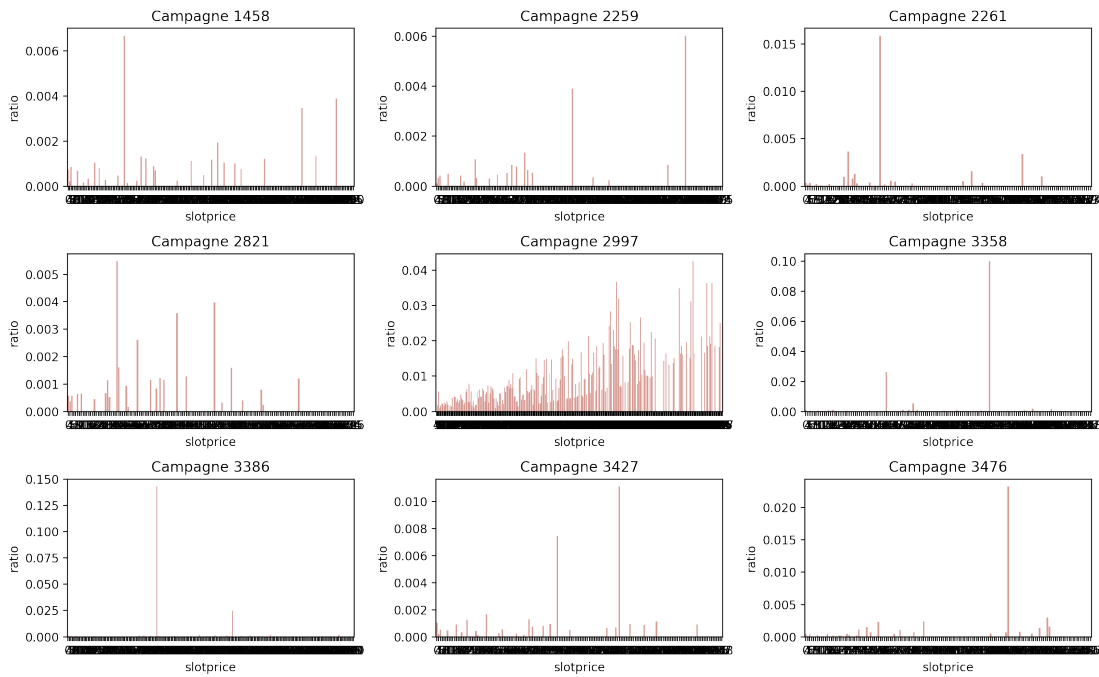 Campagne 1458
0.006
0.004
0.002
0.000
ratio
slotprice
Campagne 2259
0.006
0.004
0.002
0.000
ratio
slotprice
Campagne 2261
0.015
0.010
0.005
0.000
ratio
slotprice
Campagne 2821
0.005
0.004
0.003
0.002
0.001
0.000
ratio
slotprice
Campagne 2997
0.04
0.03
0.02
0.01
0.00
ratio
slotprice
Campagne 3358
0.10
0.08
0.06
0.04
0.02
0.00
ratio
slotprice
Campagne 3386
0.150
0.125
0.100
0.075
0.050
0.025
0.000
ratio
slotprice
Campagne 3427
0.010
0.008
0.006
0.004
0.002
0.000
ratio
slotprice
Campagne 3476
0.020
0.015
0.010
0.005
0.000
ratio
slotprice